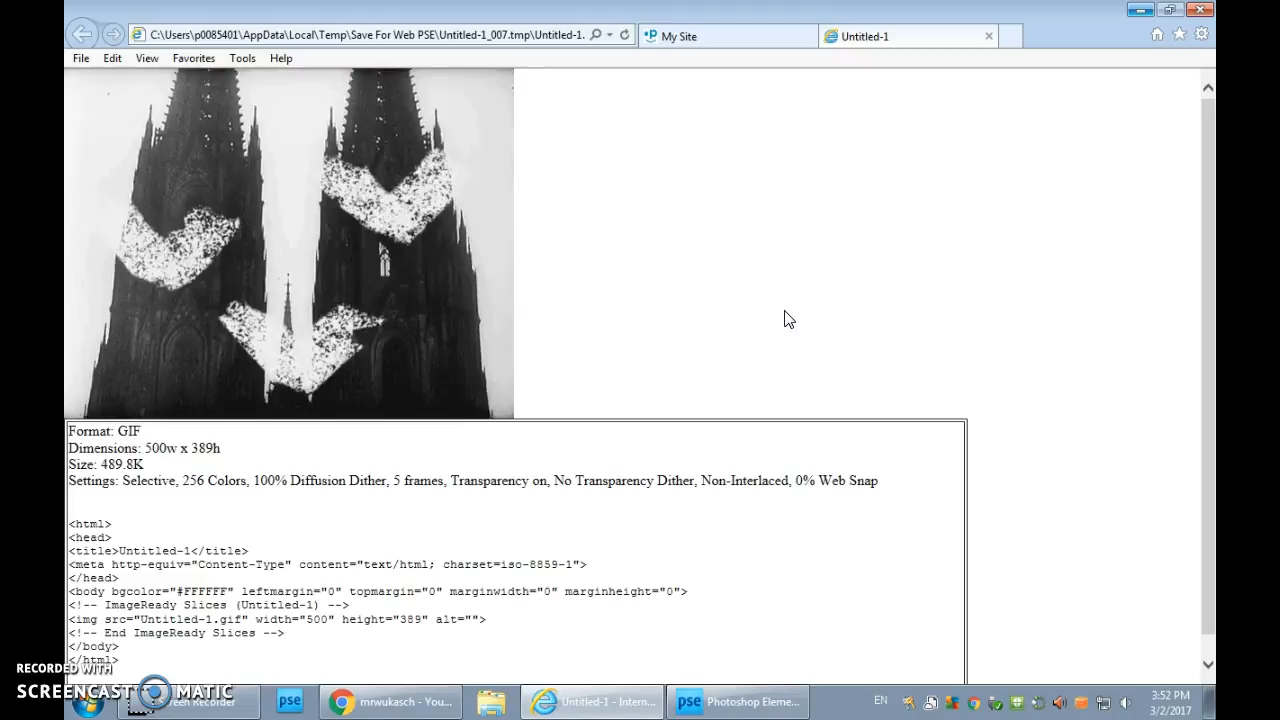 C:\Users\p0085401\AppData\Local\Temp\Save For Web PSE\Untitled-1_007.tmp\Untitled-1.
My Site
Untitled-1
File Edit View Favorites Tools Help
Format: GIF
Dimensions: 500w x 389h
Size: 489.8K
Settings: Selective, 256 Colors, 100% Diffusion Dither, 5 frames, Transparency on, No Transparency Dither, Non-Interlaced, 0% Web Snap
<html>
<head>
<title>Untitled-1</title>
<meta http-equiv="Content-Type" content="text/html; charset=iso-8859-1">
</head>
<body bgcolor="#FFFFFF" leftmargin="0" topmargin="0" marginwidth="0" marginheight="0">
<!-- ImageReady Slices (Untitled-1) -->
<img src="Untitled-1.gif" width="500" height="389" alt="">
<!-- End ImageReady Slices -->
</body>
</html>
RECORDED WITH
SCREENCAST MATIC
Recorder
pse
mrwukasch - You...
Untitled-1 - Intern...
pse Photoshop Eleme...
EN
3:52 PM
3/2/2017